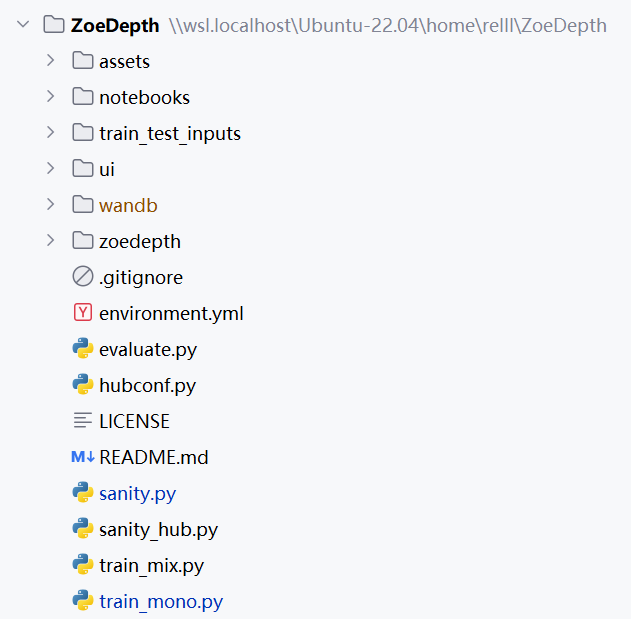 ZoeDepth \\wsl.localhost\Ubuntu-22.04\home\relll\ZoeDepth
assets
notebooks
train_test_inputs
ui
wandb
zoedepth
.gitignore
environment.yml
evaluate.py
hubconf.py
LICENSE
README.md
sanity.py
sanity_hub.py
train_mix.py
train_mono.py